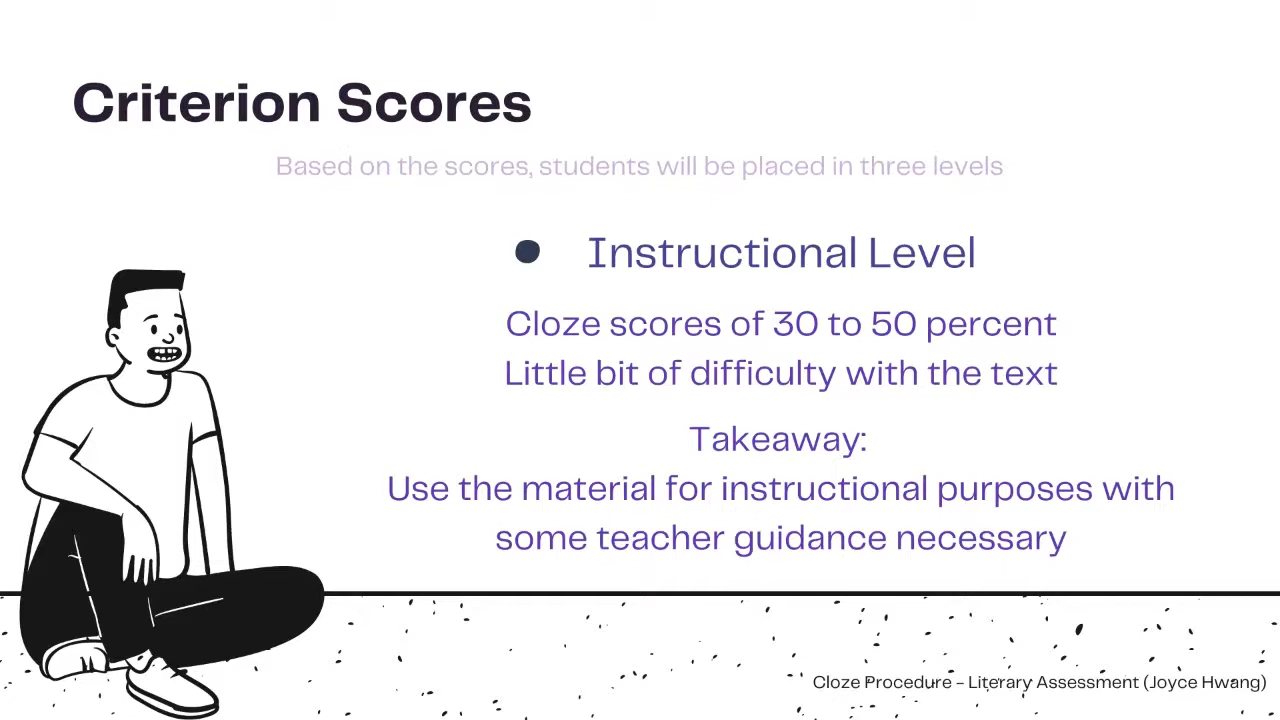 Criterion Scores
Based on the scores, students will be placed in three levels
● Instructional Level
Cloze scores of 30 to 50 percent
Little bit of difficulty with the text
Takeaway:
Use the material for instructional purposes with
some teacher guidance necessary
Cloze Procedure - Literary Assessment (Joyce Hwang)